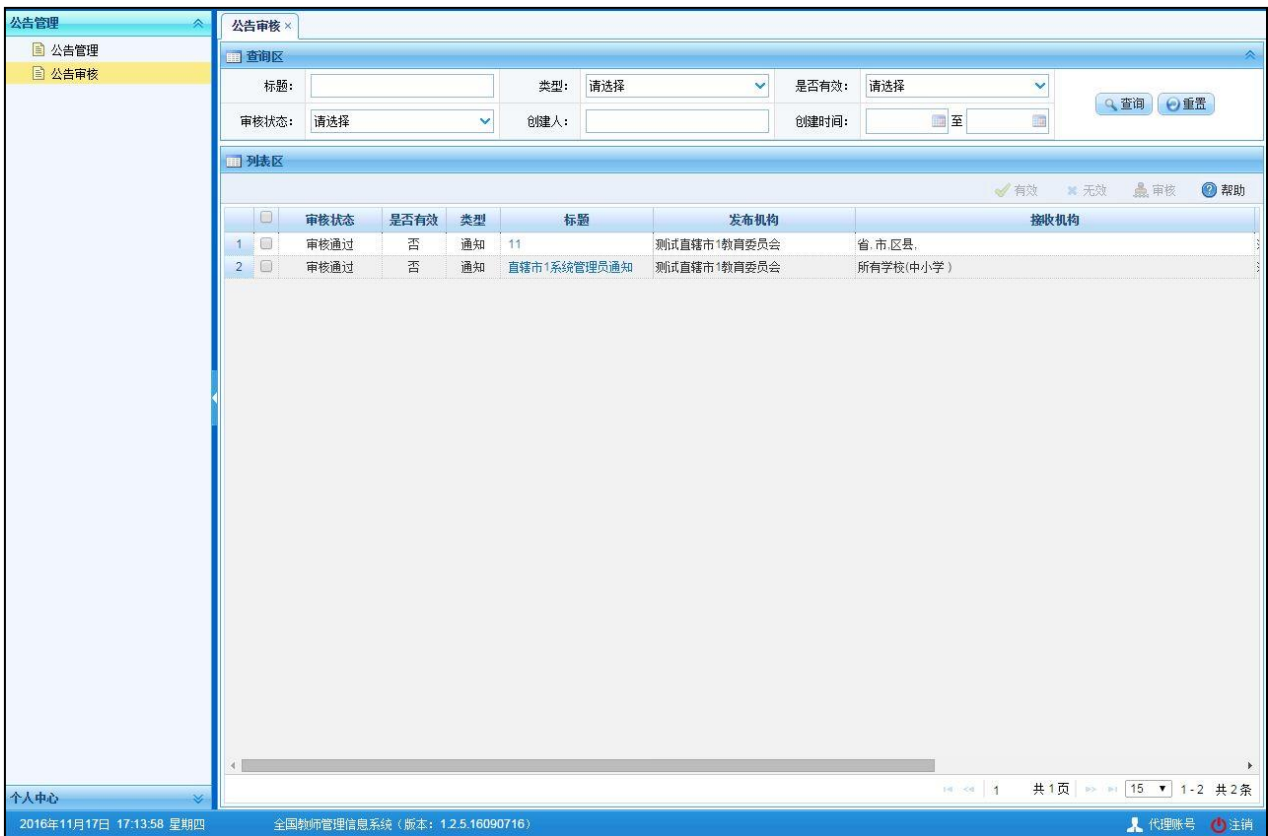 公告管理
公告管理
公告审核
公告审核 ×
查询区
标题: 类型: 请选择 是否有效: 请选择
查询 重置
审核状态: 请选择 创建人: 创建时间: 至
列表区
有效 无效 审核 帮助
审核状态 是否有效 类型 标题 发布机构 接收机构
1 审核通过 否 通知 11 测试直辖市1教育委员会 省,市,区县,
2 审核通过 否 通知 直辖市1系统管理员通知 测试直辖市1教育委员会 所有学校(中小学 )
1 共1页 15 1-2 共2条
个人中心
2016年11月17日 17:13:58 星期四 全国教师管理信息系统（版本：1.2.5.16090716） 代理账号 注销